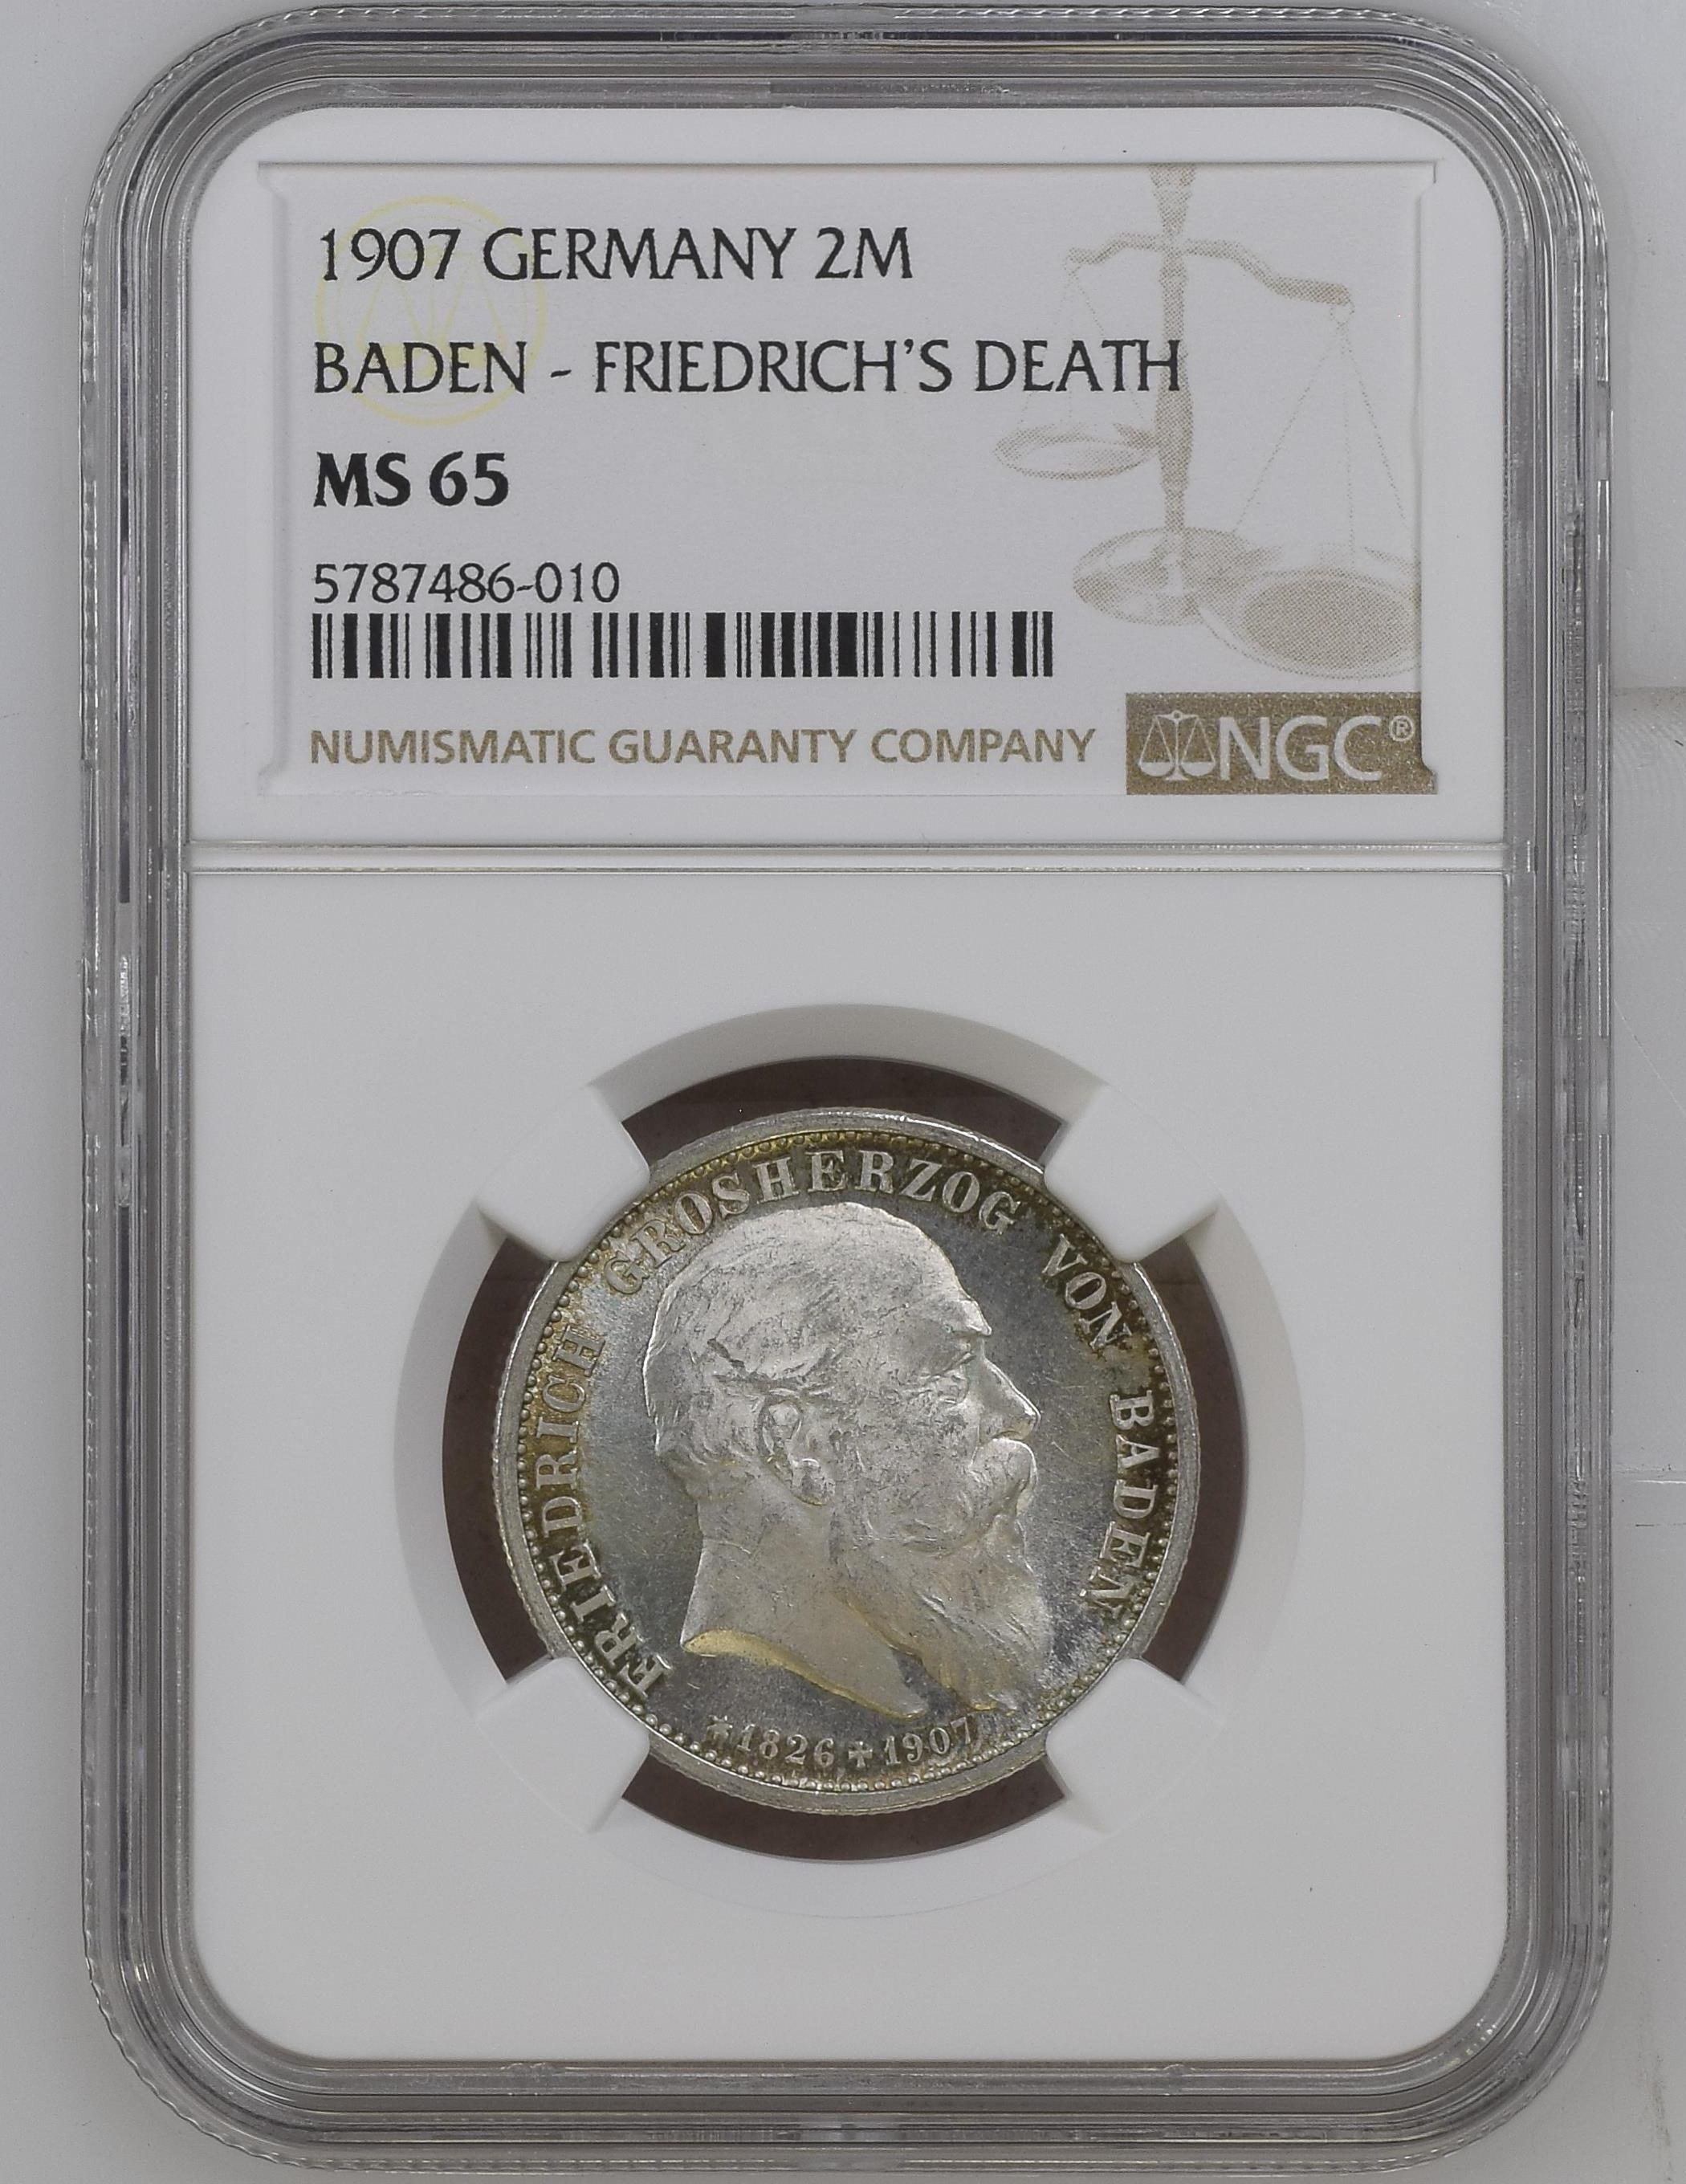 1907 GERMANY 2M
BADEN - FRIEDRICH'S DEATH
MS 65
5787486-010
NUMISMATIC GUARANTY COMPANY
NGC®
FRIEDRICH GROSHERZOG VON BADEN
*1826✠1907